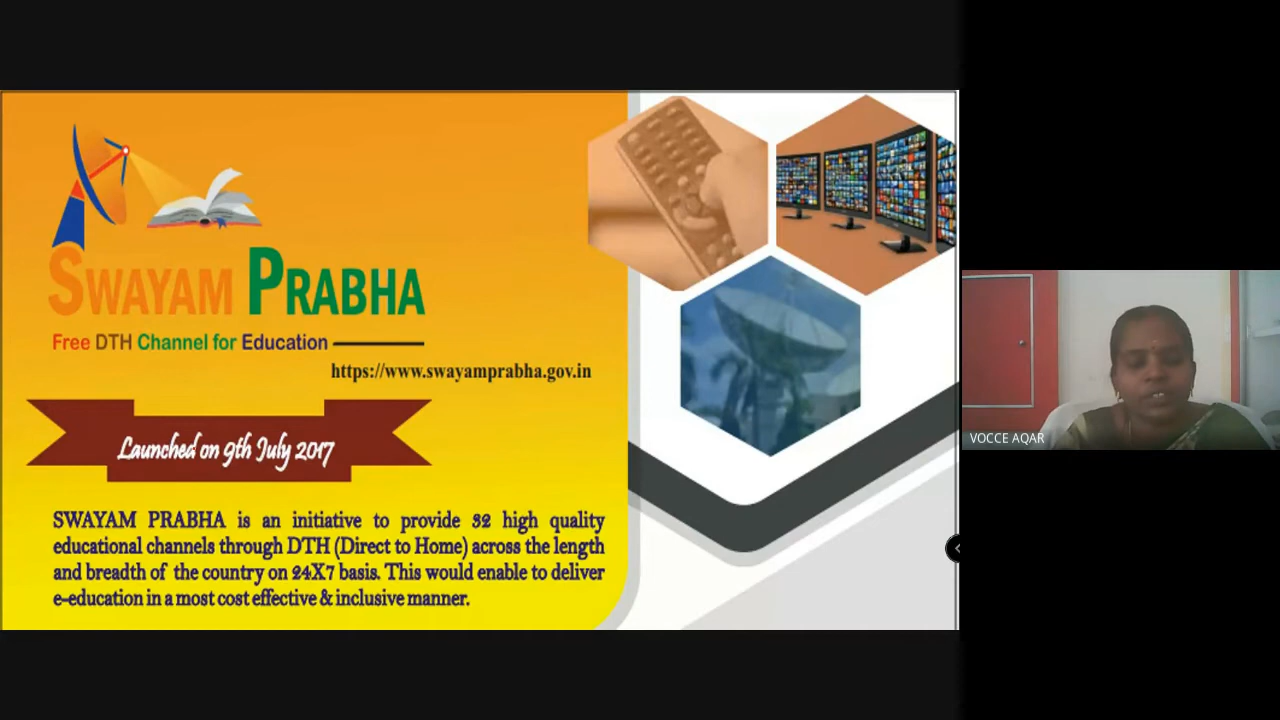 SWAYAM PRABHA
Free DTH Channel for Education
https://www.swayamprabha.gov.in
Launched on 9th July 2017
SWAYAM PRABHA is an initiative to provide 32 high quality
educational channels through DTH (Direct to Home) across the length
and breadth of the country on 24X7 basis. This would enable to deliver
e-education in a most cost effective & inclusive manner.
VOCCE AQAR